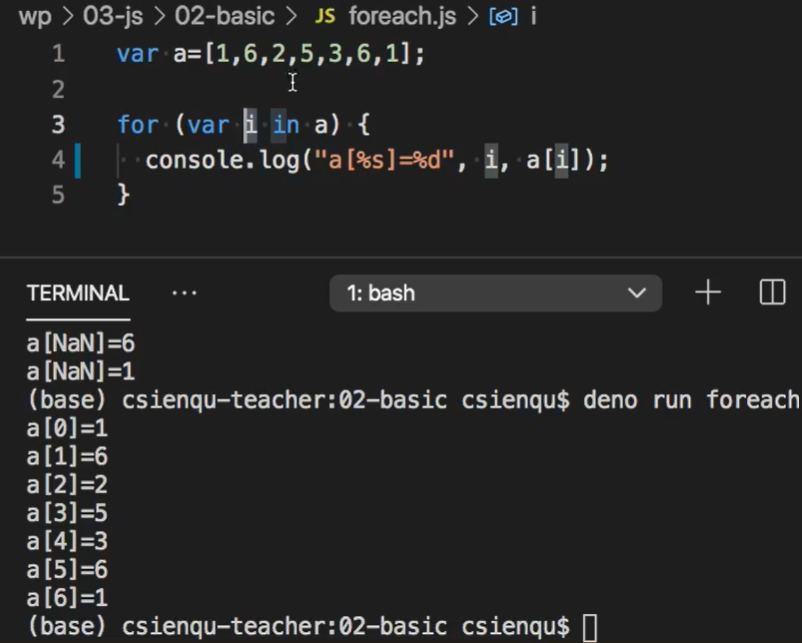 wp > 03-js > 02-basic > JS foreach.js > i
1 var a=[1,6,2,5,3,6,1];
2
3 for (var i in a) {
4 console.log("a[%s]=%d", i, a[i]);
5 }
TERMINAL ··· 1: bash
a[NaN]=6
a[NaN]=1
(base) csienqu-teacher:02-basic csienqu$ deno run foreach
a[0]=1
a[1]=6
a[2]=2
a[3]=5
a[4]=3
a[5]=6
a[6]=1
(base) csienqu-teacher:02-basic csienqu$